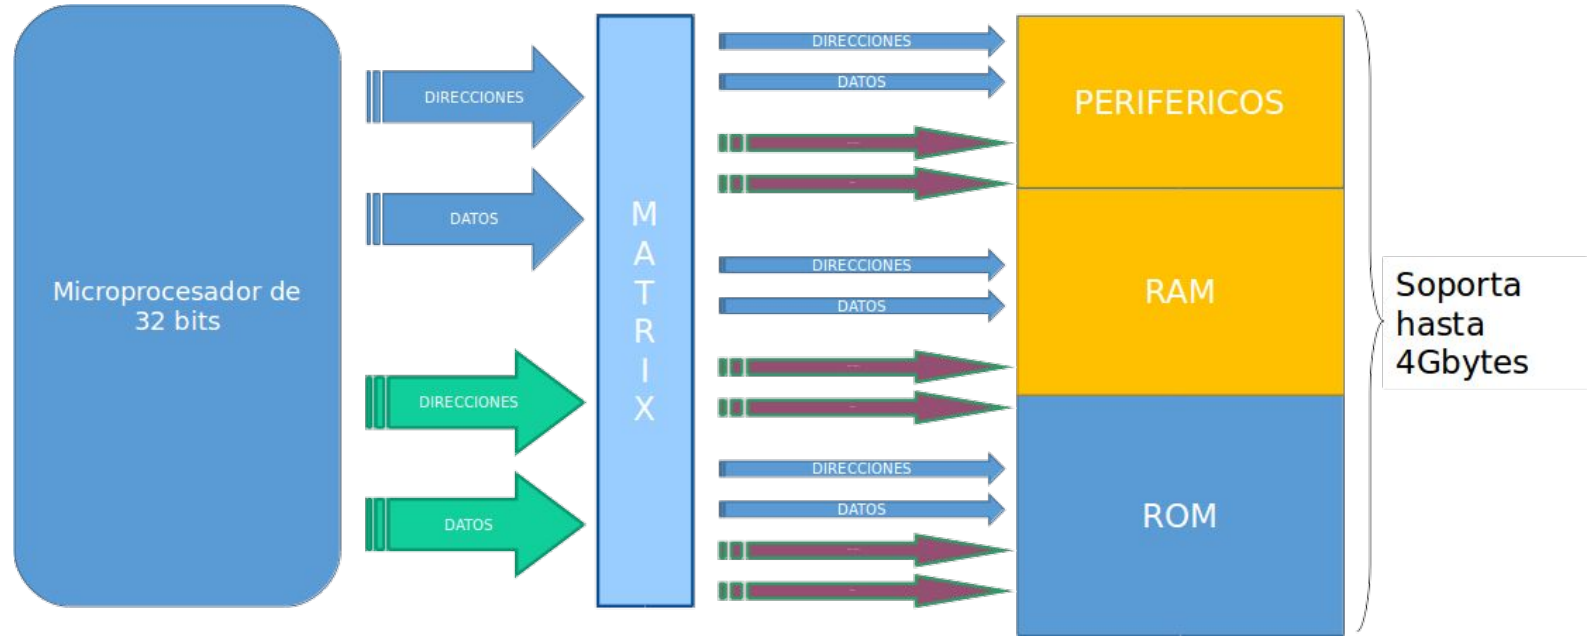 Microprocesador de
32 bits
DIRECCIONES
DATOS
DIRECCIONES
DATOS
M
A
T
R
I
X
DIRECCIONES
DATOS
DIRECCIONES
DATOS
DIRECCIONES
DATOS
PERIFERICOS
RAM
ROM
Soporta
hasta
4Gbytes